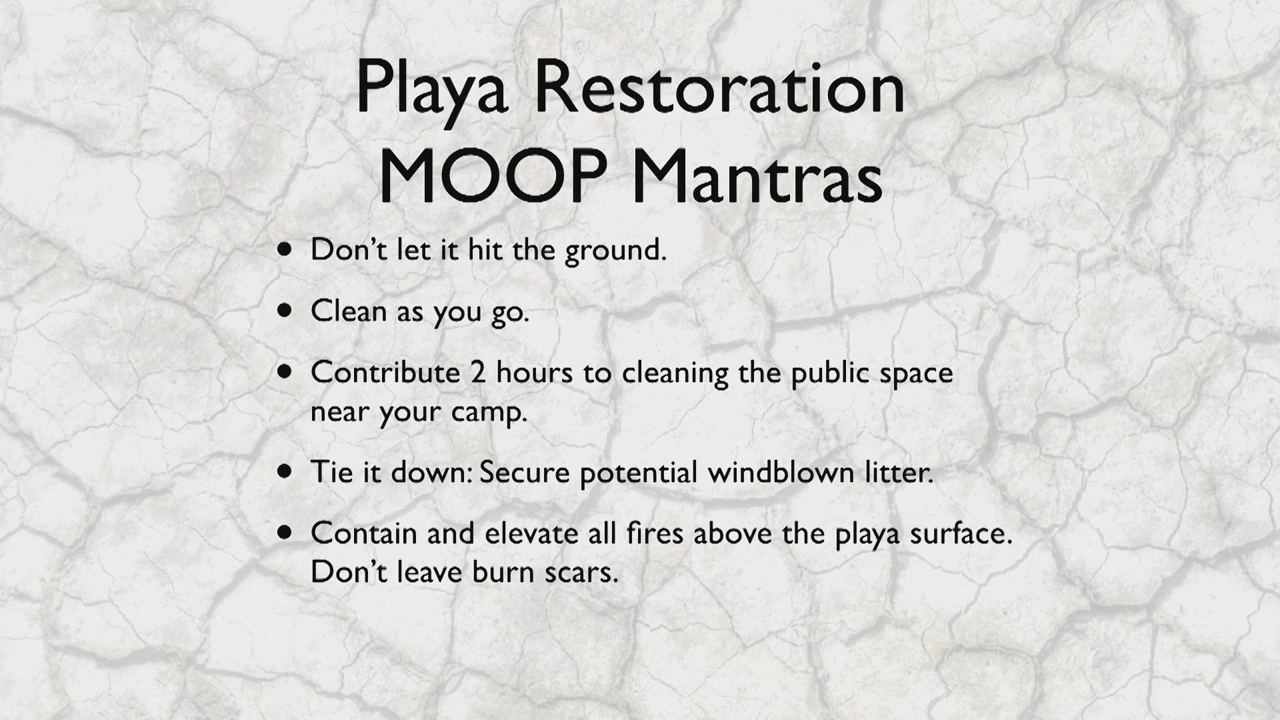 Playa Restoration
MOOP Mantras
• Don’t let it hit the ground.
• Clean as you go.
• Contribute 2 hours to cleaning the public space
near your camp.
• Tie it down: Secure potential windblown litter.
• Contain and elevate all fires above the playa surface.
Don’t leave burn scars.